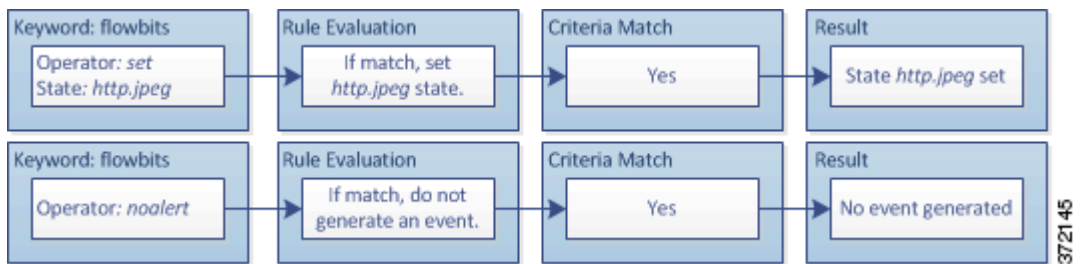 Keyword: flowbits
Operator: set
State: http.jpeg
Rule Evaluation
If match, set
http.jpeg state.
Criteria Match
Yes
Result
State http.jpeg set
Keyword: flowbits
Operator: noalert
Rule Evaluation
If match, do not
generate an event.
Criteria Match
Yes
Result
No event generated
372145